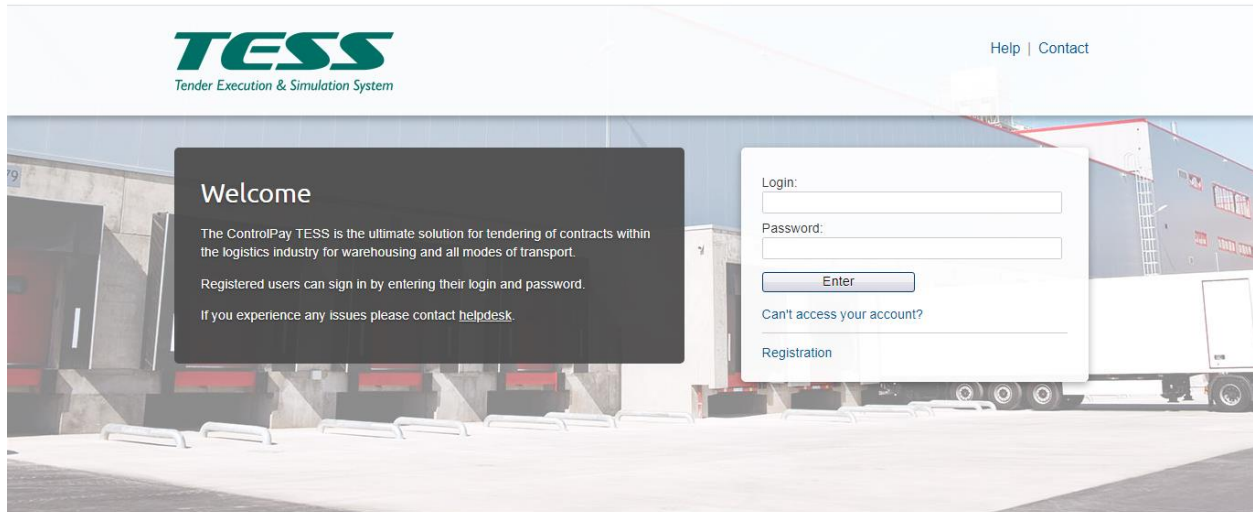 TESS
Tender Execution & Simulation System
Help | Contact
79
Welcome
The ControlPay TESS is the ultimate solution for tendering of contracts within
the logistics industry for warehousing and all modes of transport.
Registered users can sign in by entering their login and password.
If you experience any issues please contact helpdesk.
Login:
Password:
Enter
Can't access your account?
Registration